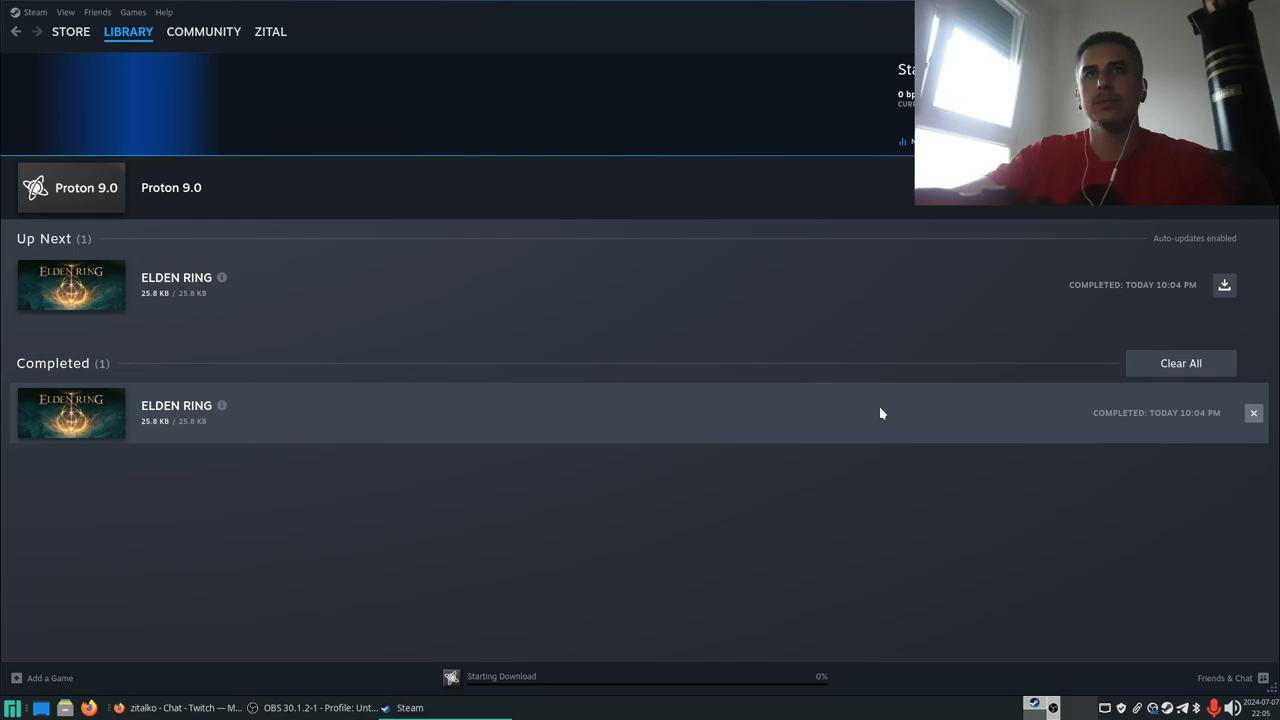 Steam View Friends Games Help
STORE LIBRARY COMMUNITY ZITAL
Sta
0 bp
CURR
Proton 9.0 Proton 9.0
Up Next (1) Auto-updates enabled
ELDEN RING ELDEN RING
25.8 KB / 25.8 KB
COMPLETED: TODAY 10:04 PM
Completed (1) Clear All
ELDEN RING ELDEN RING
25.8 KB / 25.8 KB
COMPLETED: TODAY 10:04 PM
Add a Game Starting Download 0% Friends & Chat
zitalko - Chat - Twitch — M... OBS 30.1.2-1 - Profile: Unt... Steam
2024-07-07
22:05